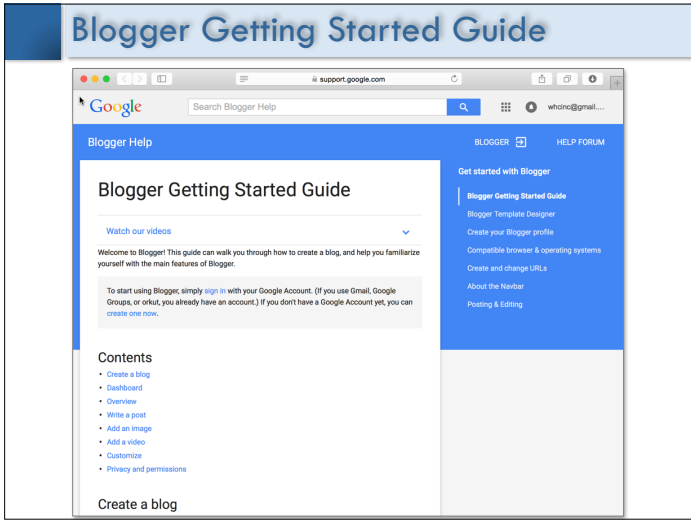 Blogger Getting Started Guide
support.google.com
Google
Search Blogger Help
whcinc@gmail....
Blogger Help
BLOGGER
HELP FORUM
Blogger Getting Started Guide
Watch our videos
Welcome to Blogger! This guide can walk you through how to create a blog, and help you familiarize
yourself with the main features of Blogger.
To start using Blogger, simply sign in with your Google Account. (If you use Gmail, Google
Groups, or orkut, you already have an account.) If you don't have a Google Account yet, you can
create one now.
Contents
• Create a blog
• Dashboard
• Overview
• Write a post
• Add an image
• Add a video
• Customize
• Privacy and permissions
Create a blog
Get started with Blogger
Blogger Getting Started Guide
Blogger Template Designer
Create your Blogger profile
Compatible browser & operating systems
Create and change URLs
About the Navbar
Posting & Editing